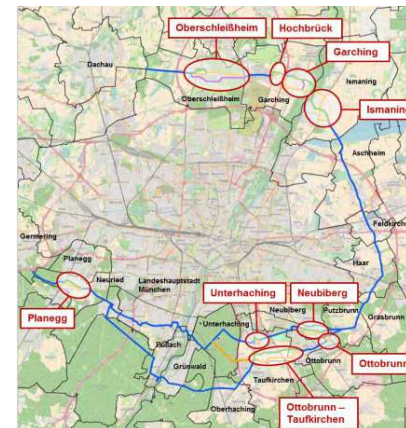 Oberschleißheim
Hochbrück
Garching
Dachau
Ismaning
Oberschleißheim
Garching
Ismaning
Aschheim
Feldkirche
Germering
Planegg
Haar
Neuried
Landeshauptstadt
München
Unterhaching
Neubiberg
Grasbrunn
Planegg
Unterhaching
Neubiberg
Putzbrunn
Pullach
Ottobrunn
Ottobrunn
Grünwald
Taufkirchen
Oberhaching
Ottobrunn –
Taufkirchen